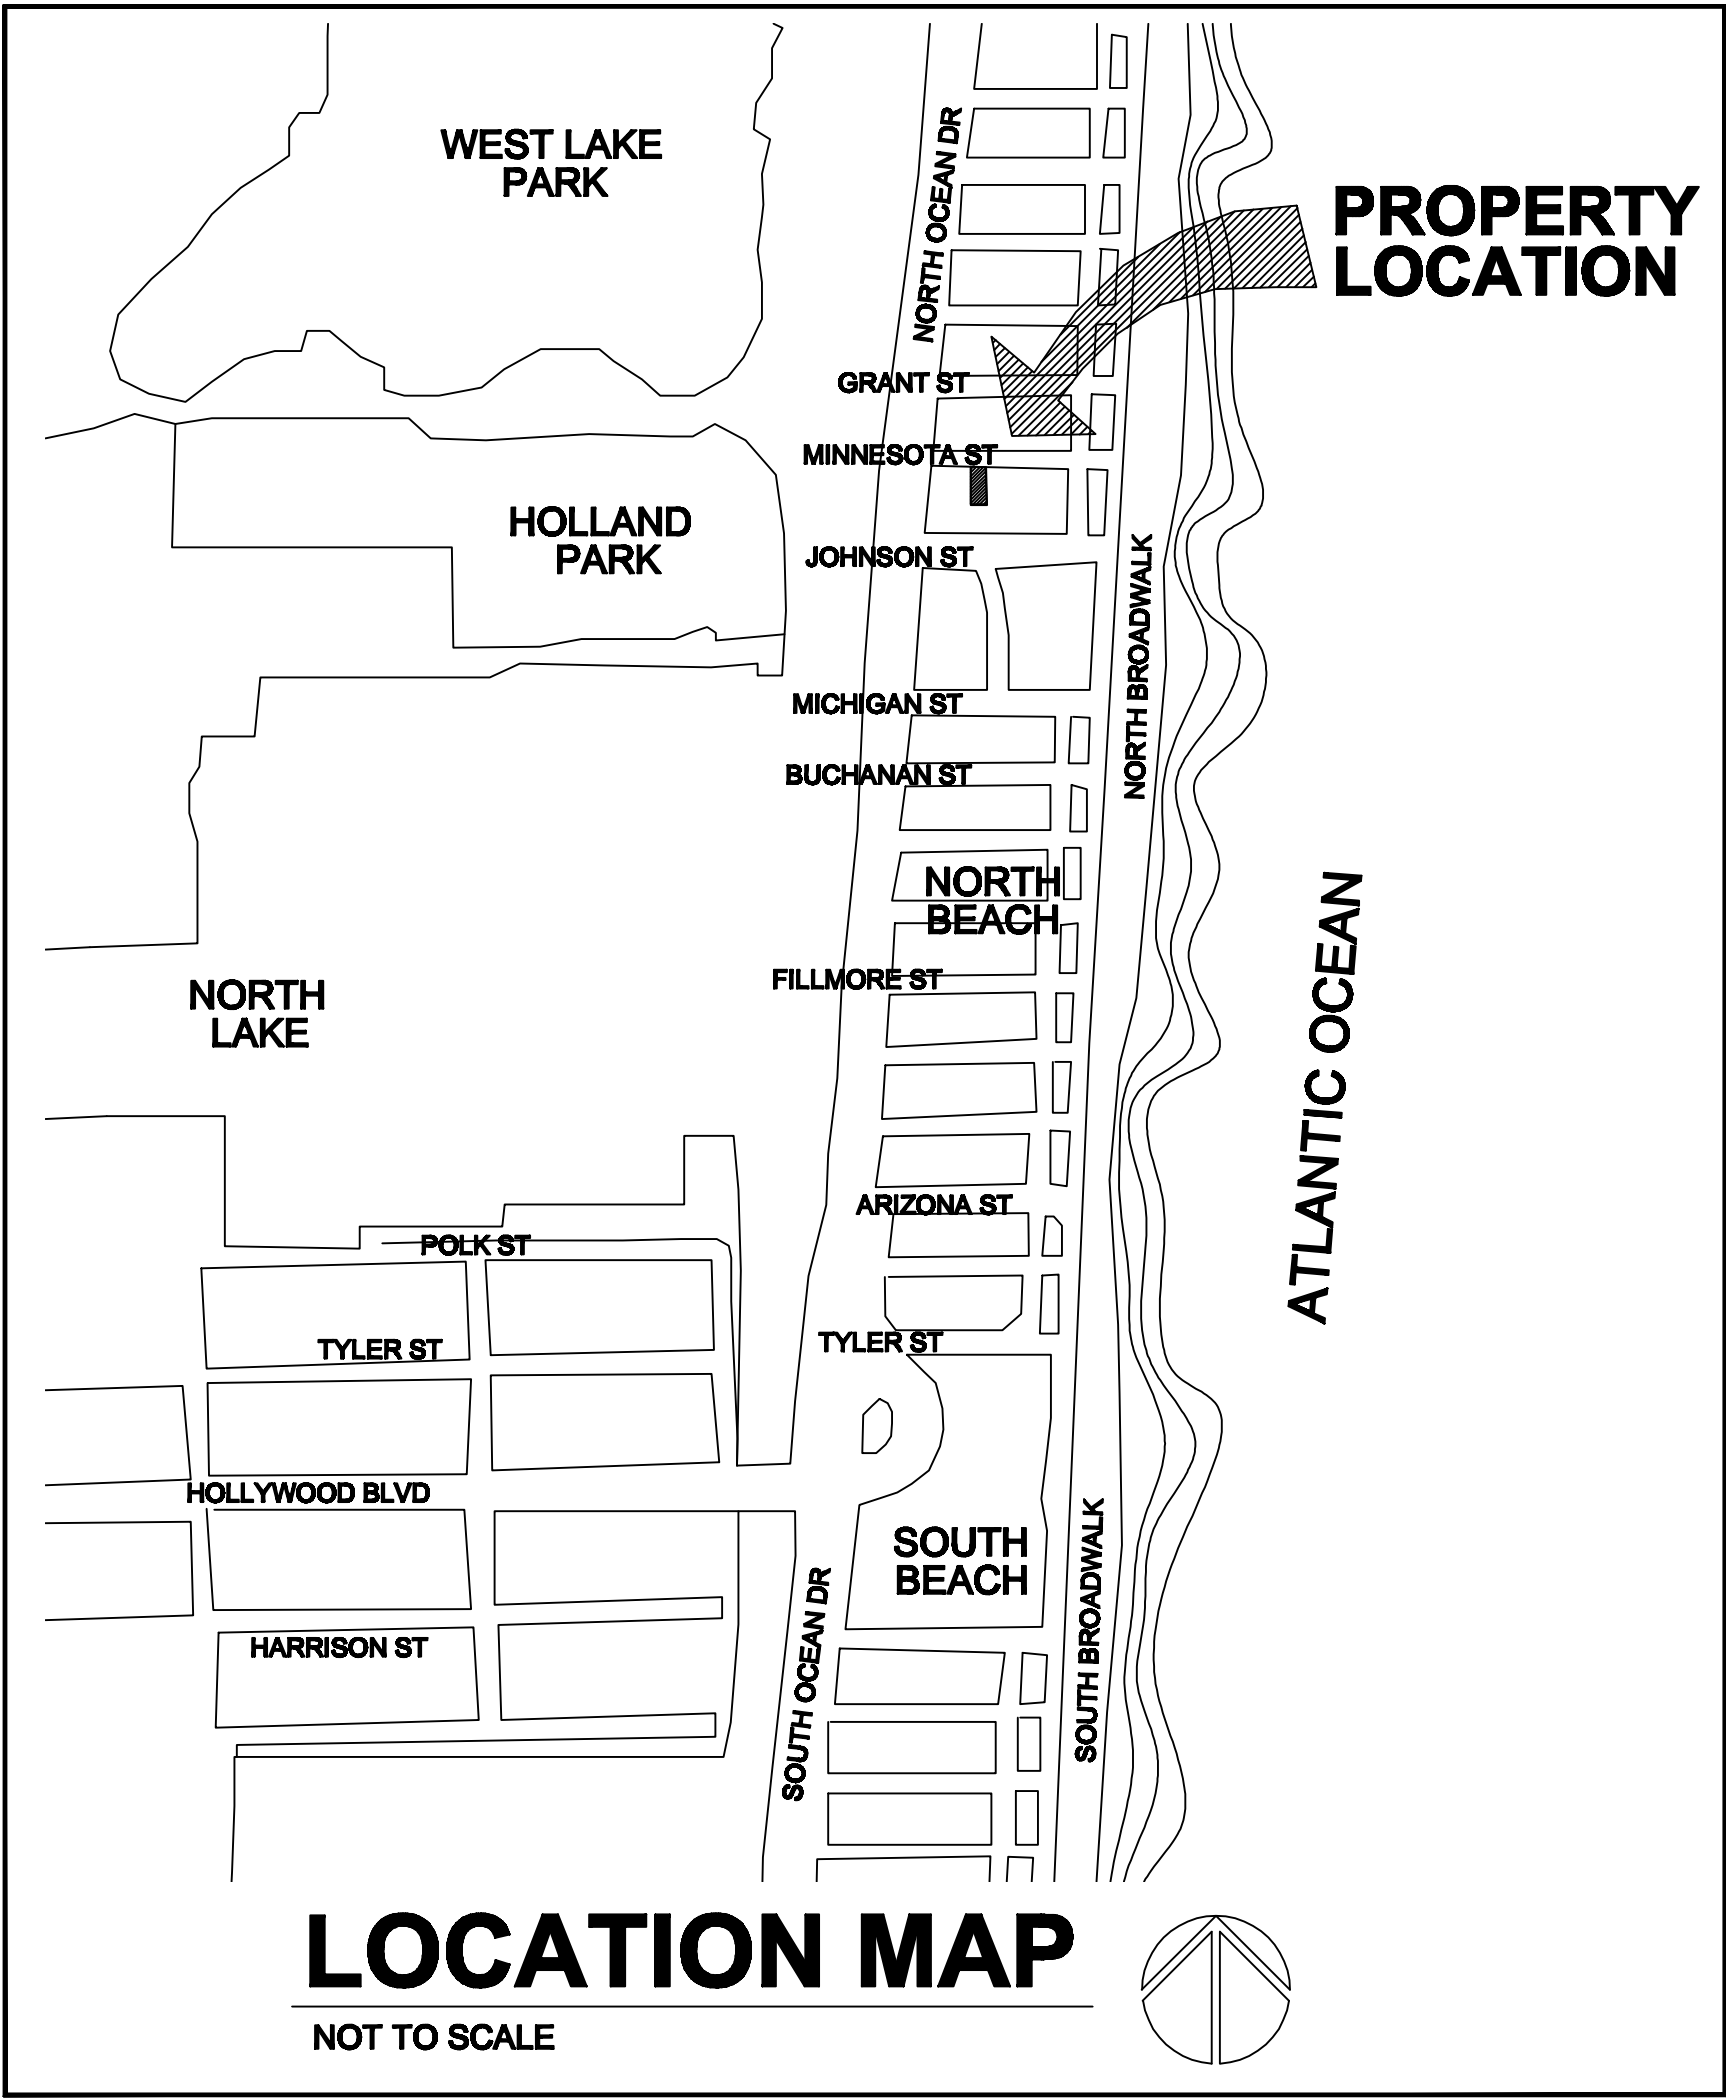 WEST LAKE
PARK
NORTH OCEAN DR
PROPERTY
LOCATION
GRANT ST
MINNESOTA ST
HOLLAND
PARK
JOHNSON ST
NORTH BROADWALK
MICHIGAN ST
BUCHANAN ST
NORTH
BEACH
ATLANTIC OCEAN
FILLMORE ST
NORTH
LAKE
ARIZONA ST
POLK ST
TYLER ST
TYLER ST
HOLLYWOOD BLVD
SOUTH
BEACH
SOUTH OCEAN DR
SOUTH BROADWALK
HARRISON ST
LOCATION MAP
NOT TO SCALE